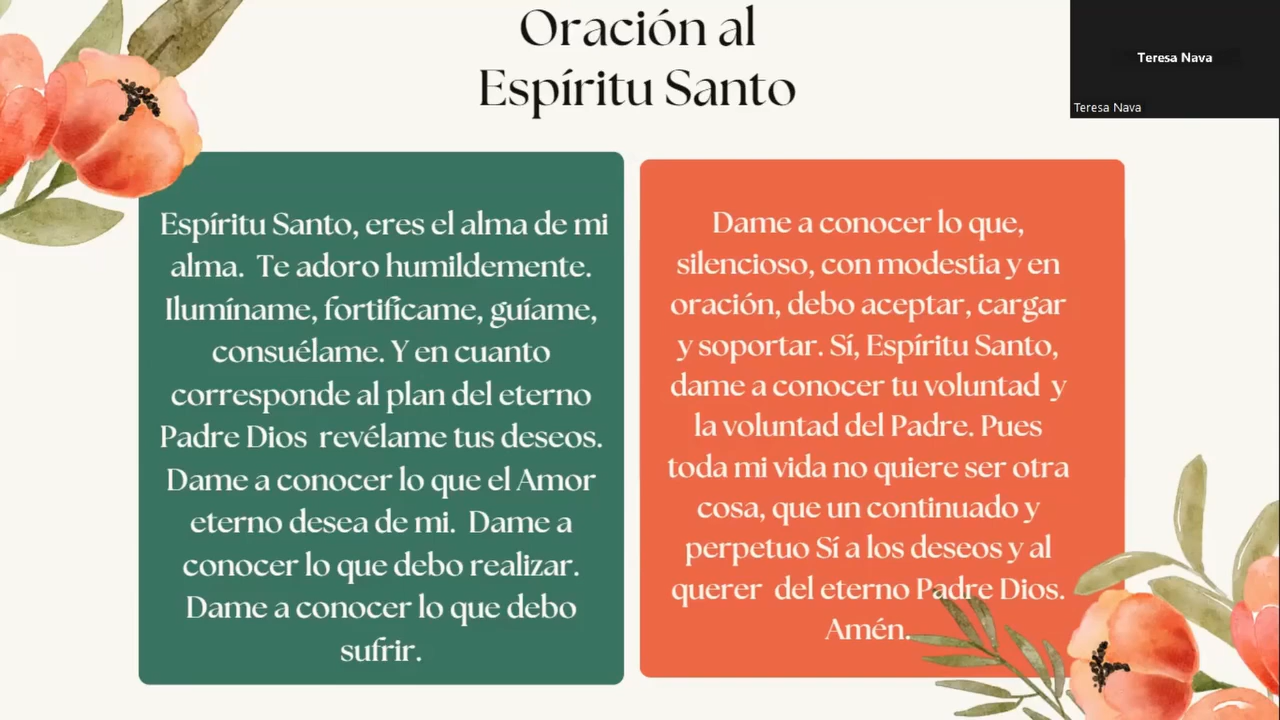 Oración al
Espíritu Santo
Teresa Nava
Teresa Nava
Espíritu Santo, eres el alma de mi
alma. Te adoro humildemente.
Ilumíname, fortifícame, guíame,
consuélame. Y en cuanto
corresponde al plan del eterno
Padre Dios revélame tus deseos.
Dame a conocer lo que el Amor
eterno desea de mi. Dame a
conocer lo que debo realizar.
Dame a conocer lo que debo
sufrir.
Dame a conocer lo que,
silencioso, con modestia y en
oración, debo aceptar, cargar
y soportar. Sí, Espíritu Santo,
dame a conocer tu voluntad y
la voluntad del Padre. Pues
toda mi vida no quiere ser otra
cosa, que un continuado y
perpetuo Sí a los deseos y al
querer del eterno Padre Dios.
Amén.